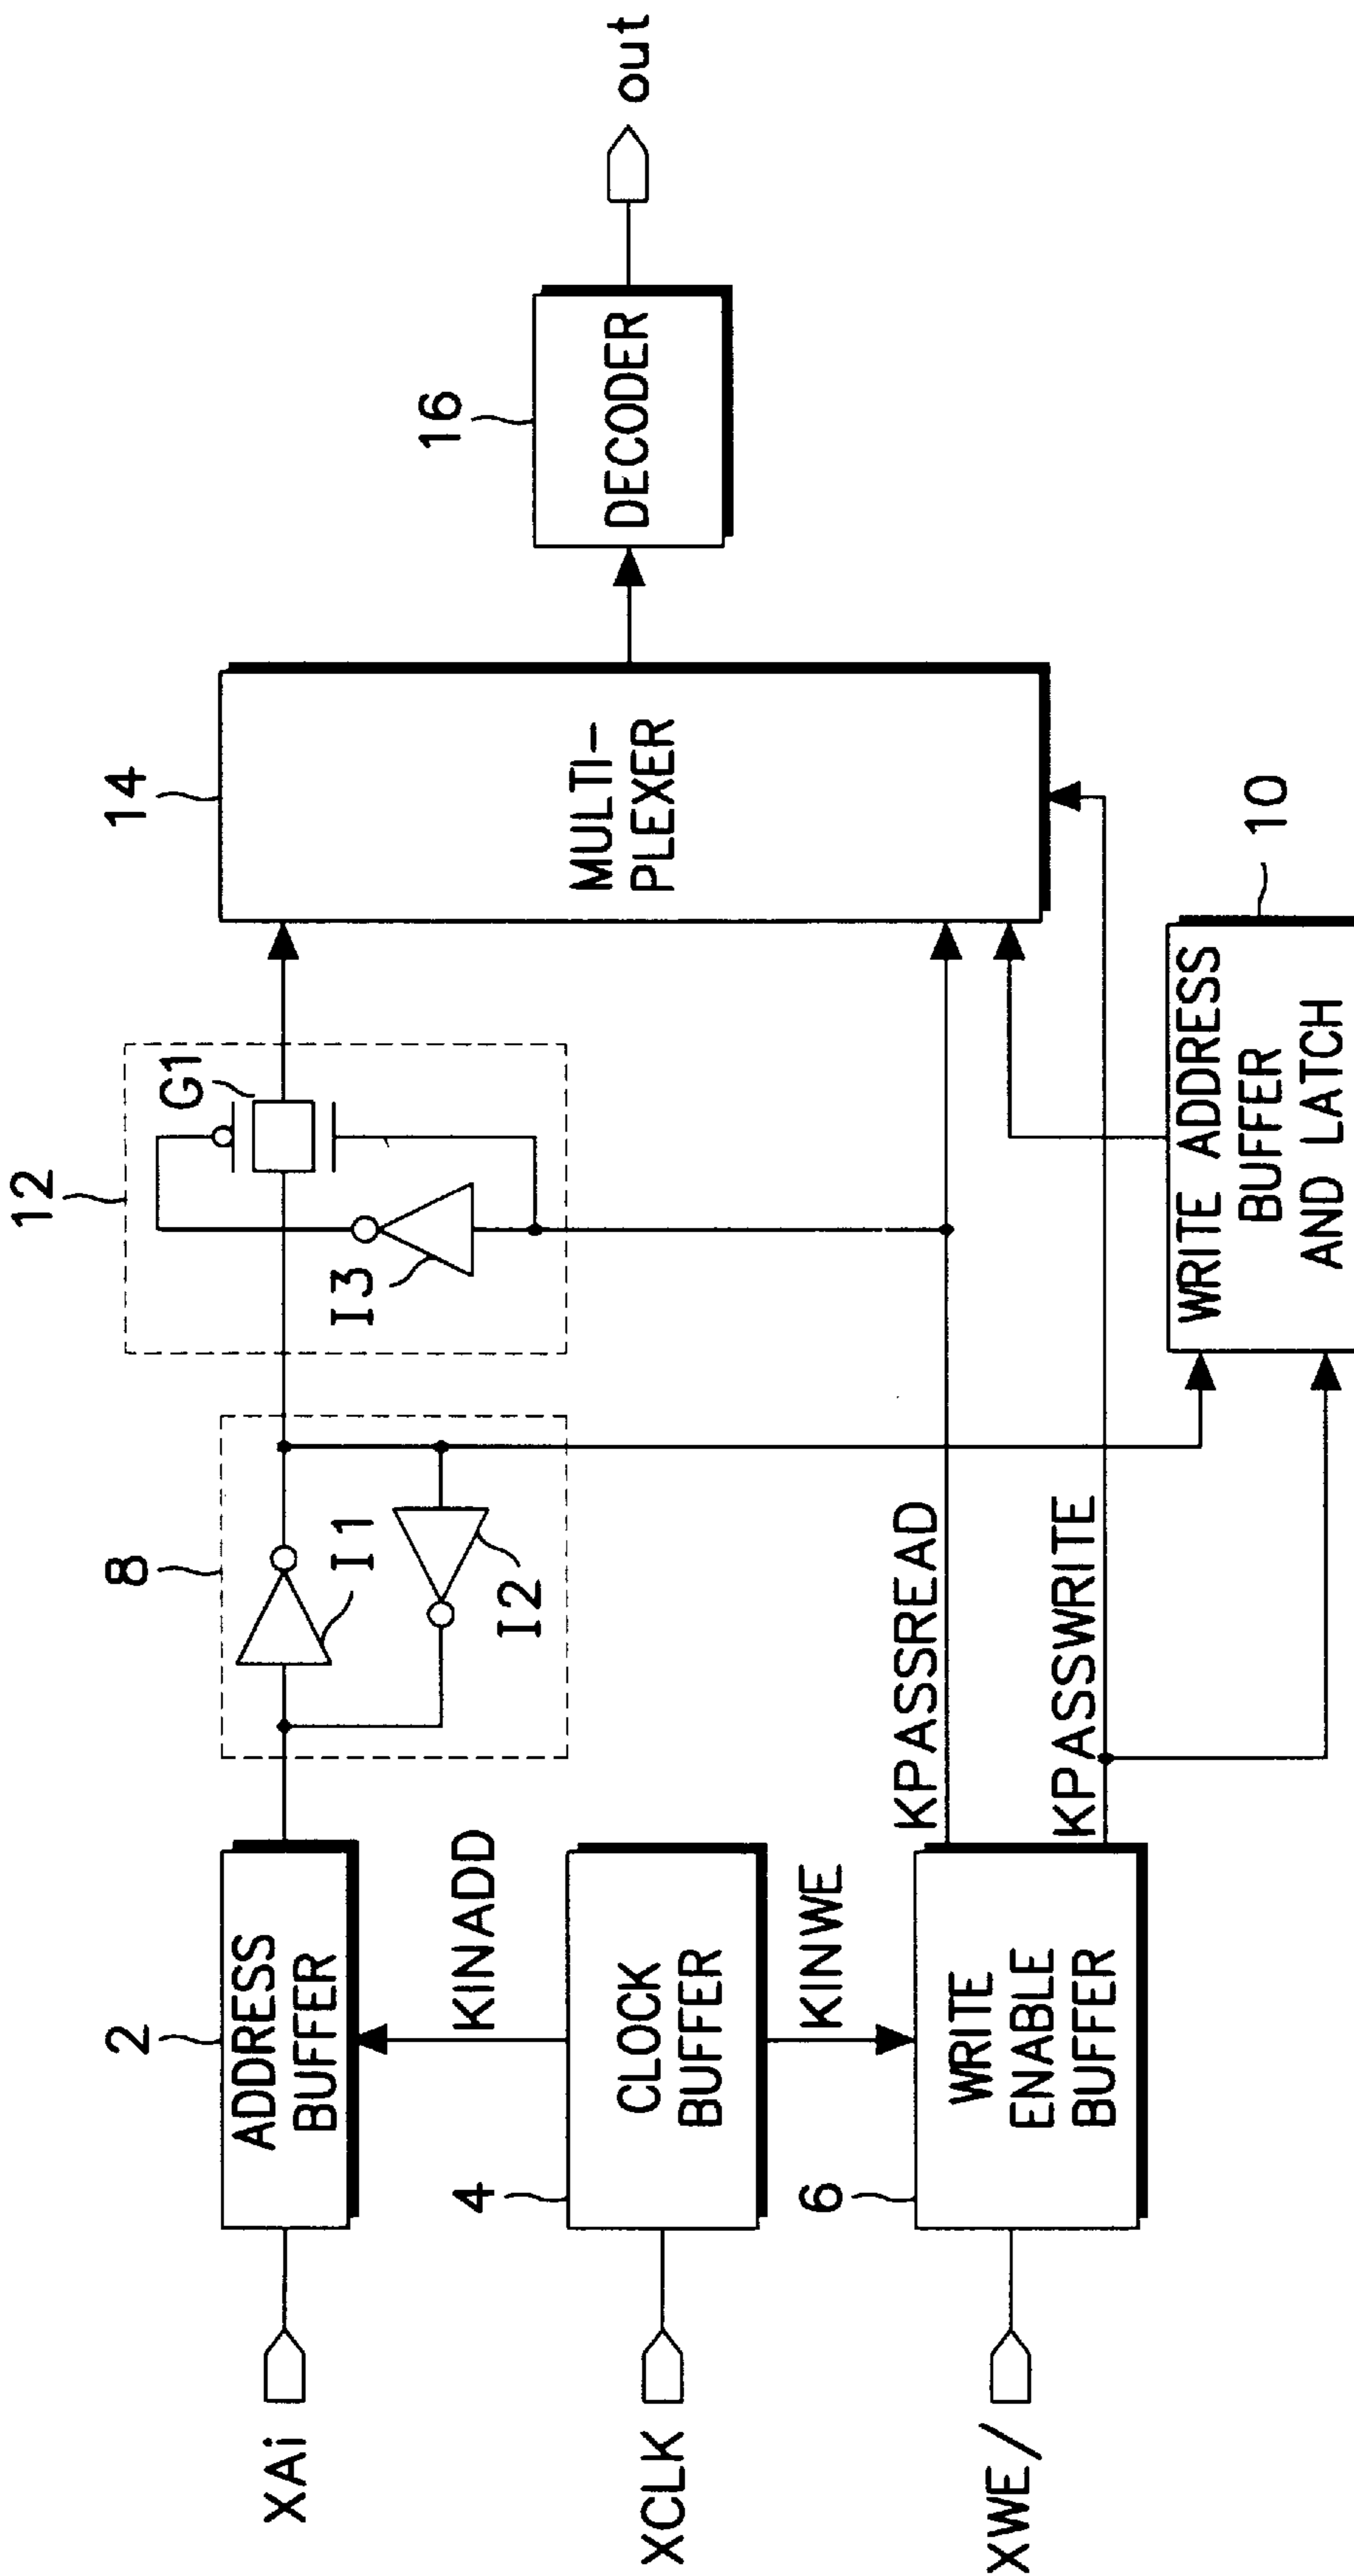 XAi
2
ADDRESS
BUFFER
KINADD
XCLK
4
CLOCK
BUFFER
KINWE
XWE/
6
WRITE
ENABLE
BUFFER
8
I1
I2
KPASSREAD
KPASSWRITE
12
G1
I3
14
MULTI-
PLEXER
10
WRITE ADDRESS
BUFFER
AND LATCH
16
DECODER
out